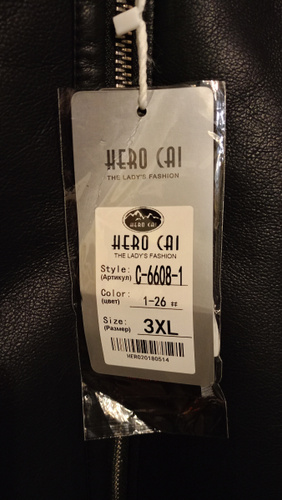 HERO CAI
THE LADY'S FASHION
HERO CAI
HERO CAI
THE LADY'S FASHION
Style: C-6608-1
(Артикул)
Color: 1-26
(цвет)
Size: 3XL
(Размер)
HERO20180514